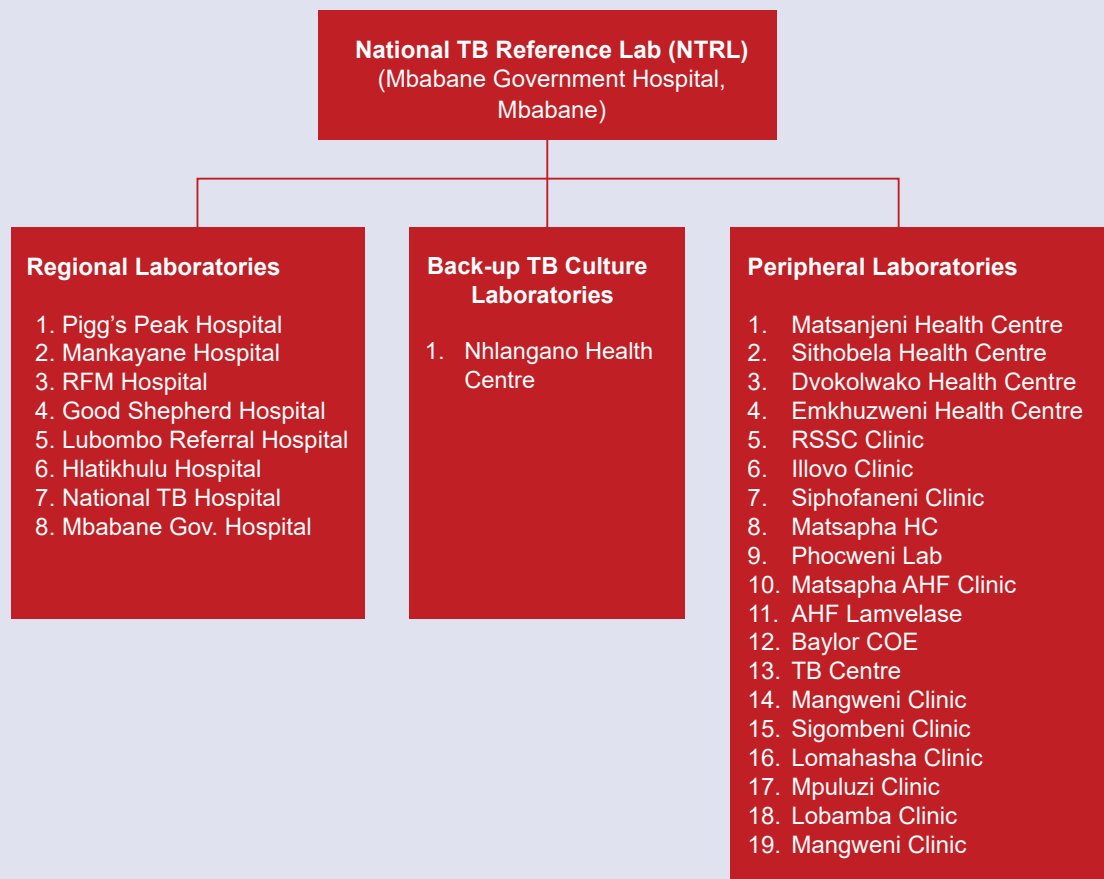 National TB Reference Lab (NTRL)
(Mbabane Government Hospital,
Mbabane)
Regional Laboratories
1. Pigg's Peak Hospital
2. Mankayane Hospital
3. RFM Hospital
4. Good Shepherd Hospital
5. Lubombo Referral Hospital
6. Hlatikhulu Hospital
7. National TB Hospital
8. Mbabane Gov. Hospital
Back-up TB Culture
Laboratories
1. Nhlangano Health
Centre
Peripheral Laboratories
1. Matsanjeni Health Centre
2. Sithobela Health Centre
3. Dvokolwako Health Centre
4. Emkhuzweni Health Centre
5. RSSC Clinic
6. Illovo Clinic
7. Siphofaneni Clinic
8. Matsapha HC
9. Phocweni Lab
10. Matsapha AHF Clinic
11. AHF Lamvelase
12. Baylor COE
13. TB Centre
14. Mangweni Clinic
15. Sigombeni Clinic
16. Lomahasha Clinic
17. Mpuluzi Clinic
18. Lobamba Clinic
19. Mangweni Clinic